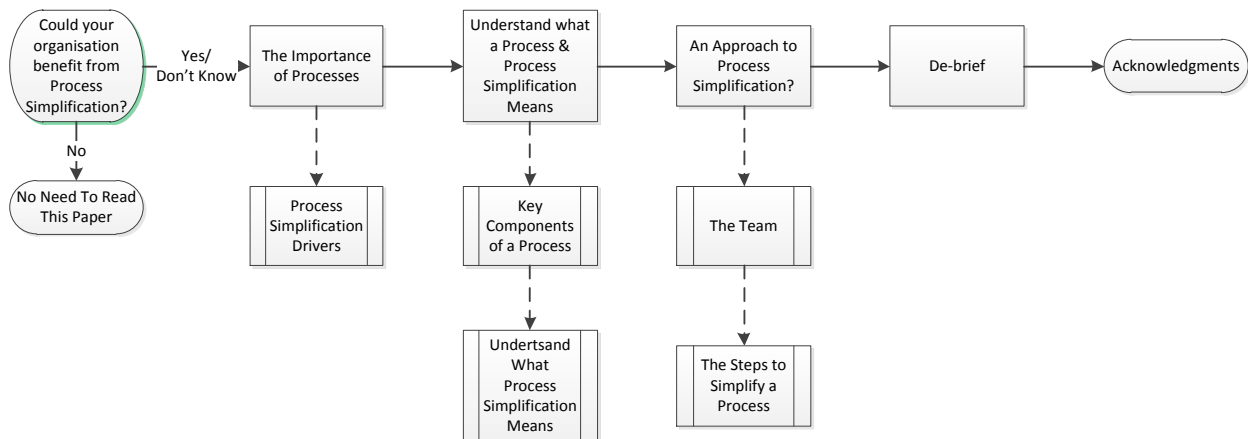 Could your
organisation
benefit from
Process
Simplification?
Yes/
Don't Know
The Importance
of Processes
Understand what
a Process &
Process
Simplification
Means
An Approach to
Process
Simplification?
De-brief
Acknowledgments
No
No Need To Read
This Paper
Process
Simplification
Drivers
Key
Components
of a Process
The Team
Undertsand
What
Process
Simplification
Means
The Steps to
Simplify a
Process